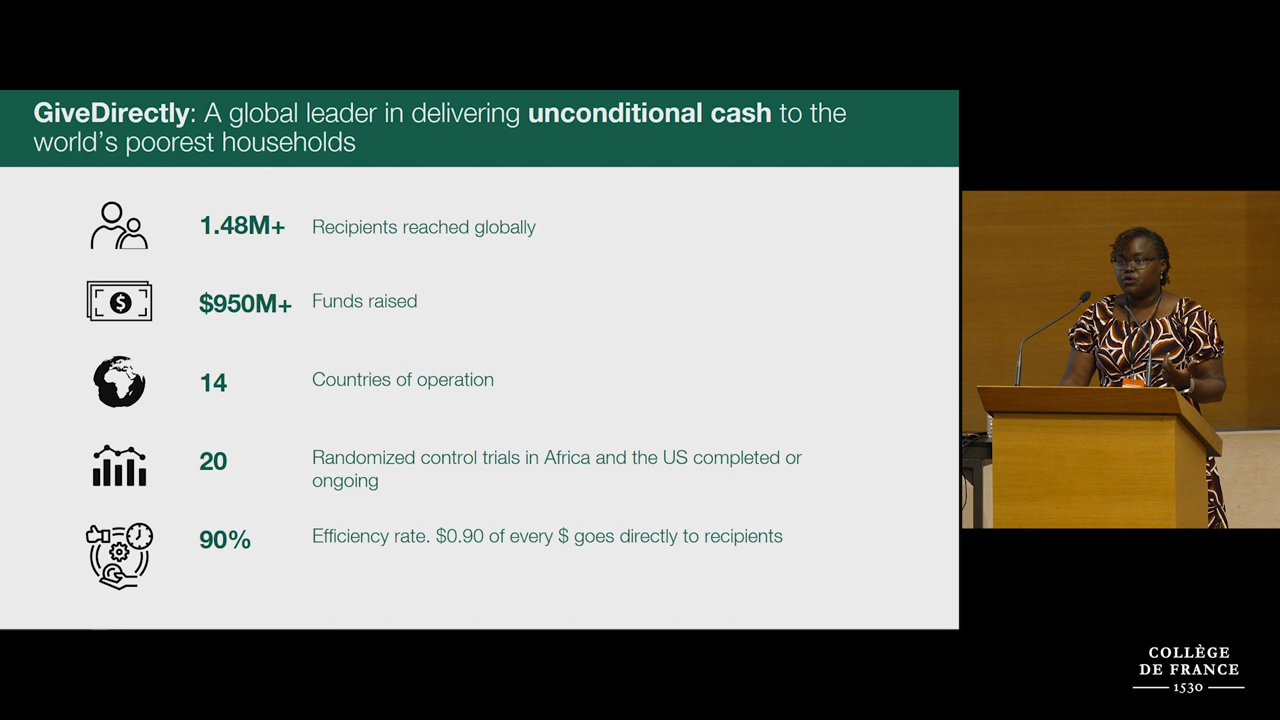 GiveDirectly: A global leader in delivering unconditional cash to the
world's poorest households
1.48M+ Recipients reached globally
$950M+ Funds raised
14 Countries of operation
20 Randomized control trials in Africa and the US completed or
ongoing
90% Efficiency rate. $0.90 of every $ goes directly to recipients
COLLÈGE
DE FRANCE
1530